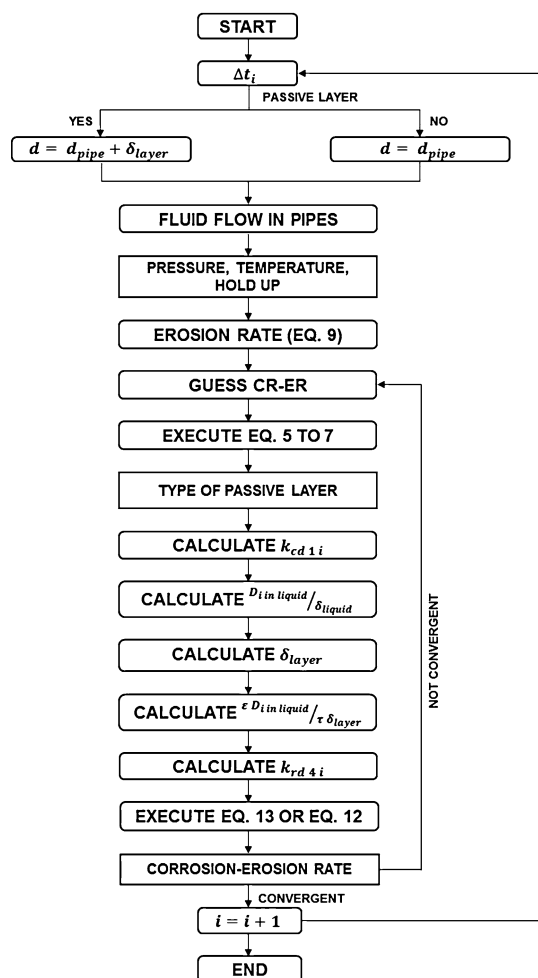 START
Δt_i
PASSIVE LAYER
YES
NO
d = d_pipe + δ_layer
d = d_pipe
FLUID FLOW IN PIPES
PRESSURE, TEMPERATURE,
HOLD UP
EROSION RATE (EQ. 9)
GUESS CR-ER
EXECUTE EQ. 5 TO 7
TYPE OF PASSIVE LAYER
CALCULATE k_cd 1 i
CALCULATE D_i in liquid/δ_liquid
CALCULATE δ_layer
CALCULATE ε D_i in liquid/τ δ_layer
CALCULATE k_rd 4 i
EXECUTE EQ. 13 OR EQ. 12
CORROSION-EROSION RATE
NOT CONVERGENT
CONVERGENT
i = i + 1
END